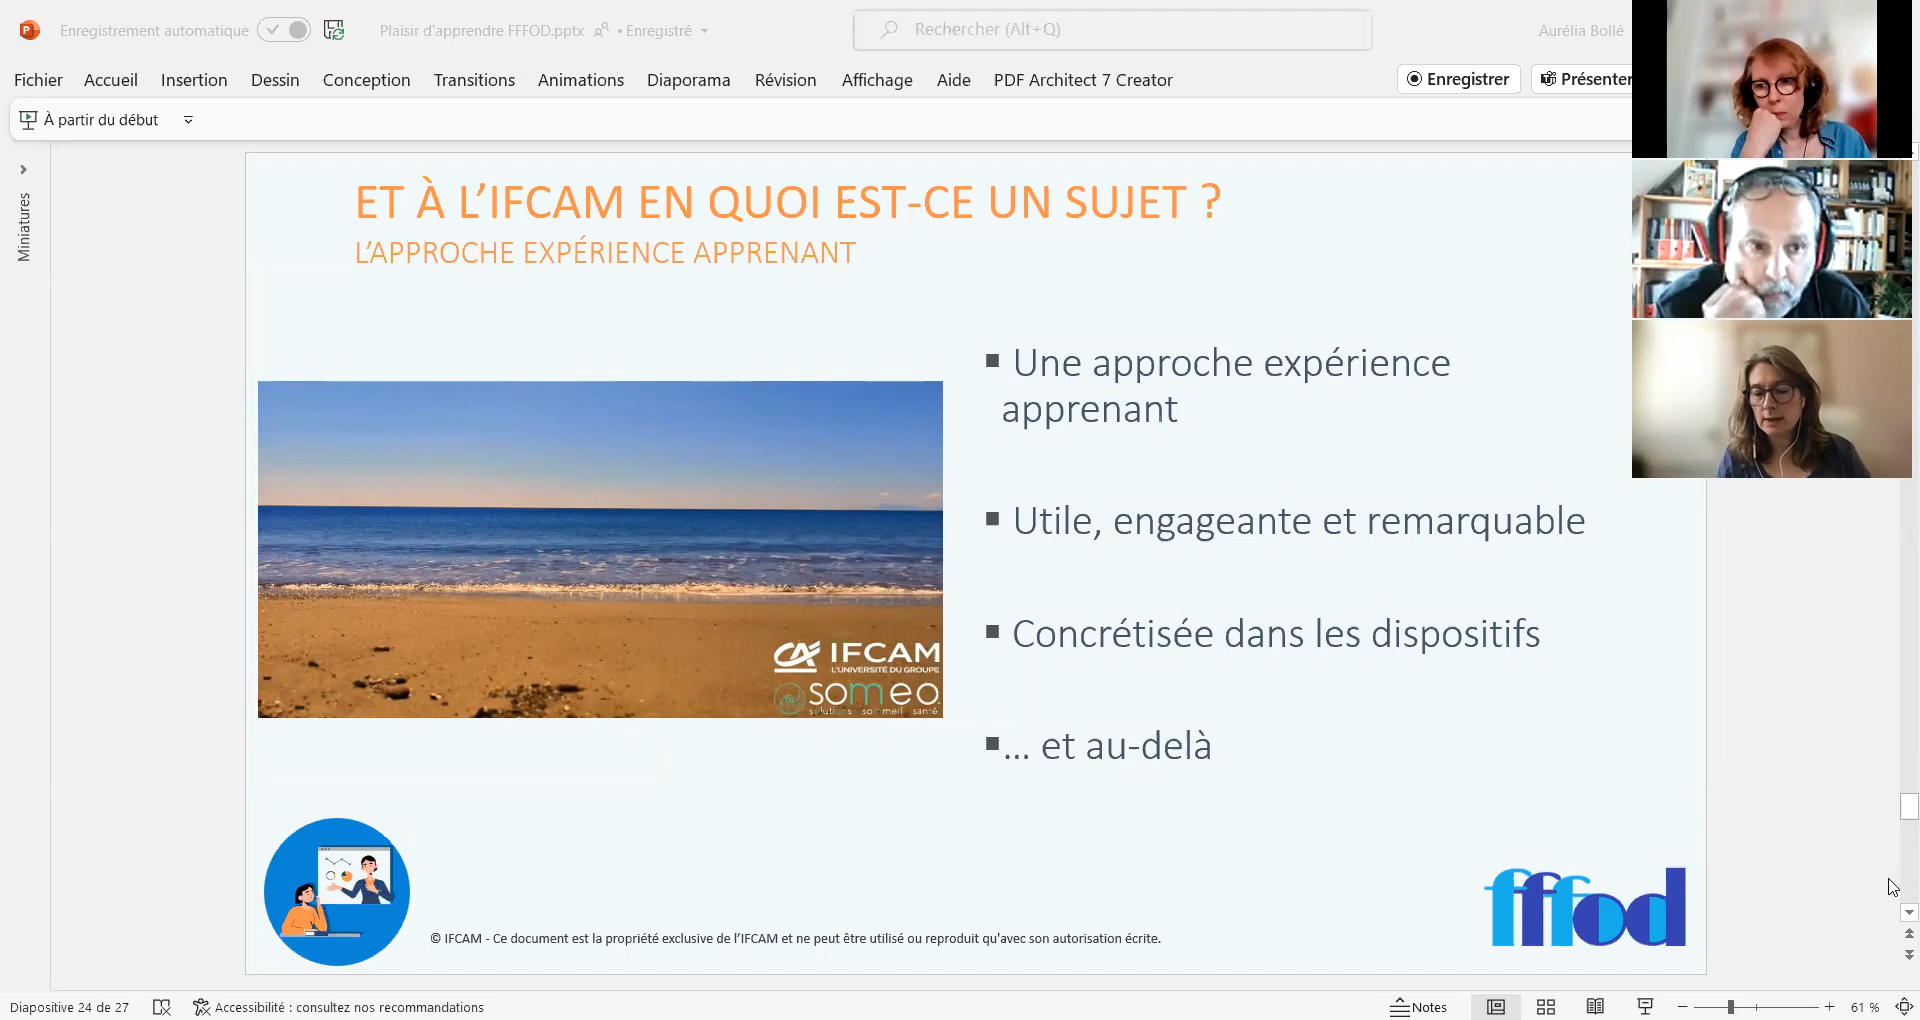 Enregistrement automatique
Plaisir d'apprendre FFFOD.pptx
• Enregistré
Rechercher (Alt+Q)
Aurélia Bollé
Fichier
Accueil
Insertion
Dessin
Conception
Transitions
Animations
Diaporama
Révision
Affichage
Aide
PDF Architect 7 Creator
Enregistrer
Présenter
À partir du début
Miniatures
ET À L'IFCAM EN QUOI EST-CE UN SUJET ?
L'APPROCHE EXPÉRIENCE APPRENANT
▪ Une approche expérience
apprenant
▪ Utile, engageante et remarquable
▪ Concrétisée dans les dispositifs
▪... et au-delà
CA IFCAM
L'UNIVERSITÉ DU GROUPE
someo
solutions sommeil santé
© IFCAM - Ce document est la propriété exclusive de l'IFCAM et ne peut être utilisé ou reproduit qu'avec son autorisation écrite.
fffod
Diapositive 24 de 27
Accessibilité : consultez nos recommandations
Notes
61 %